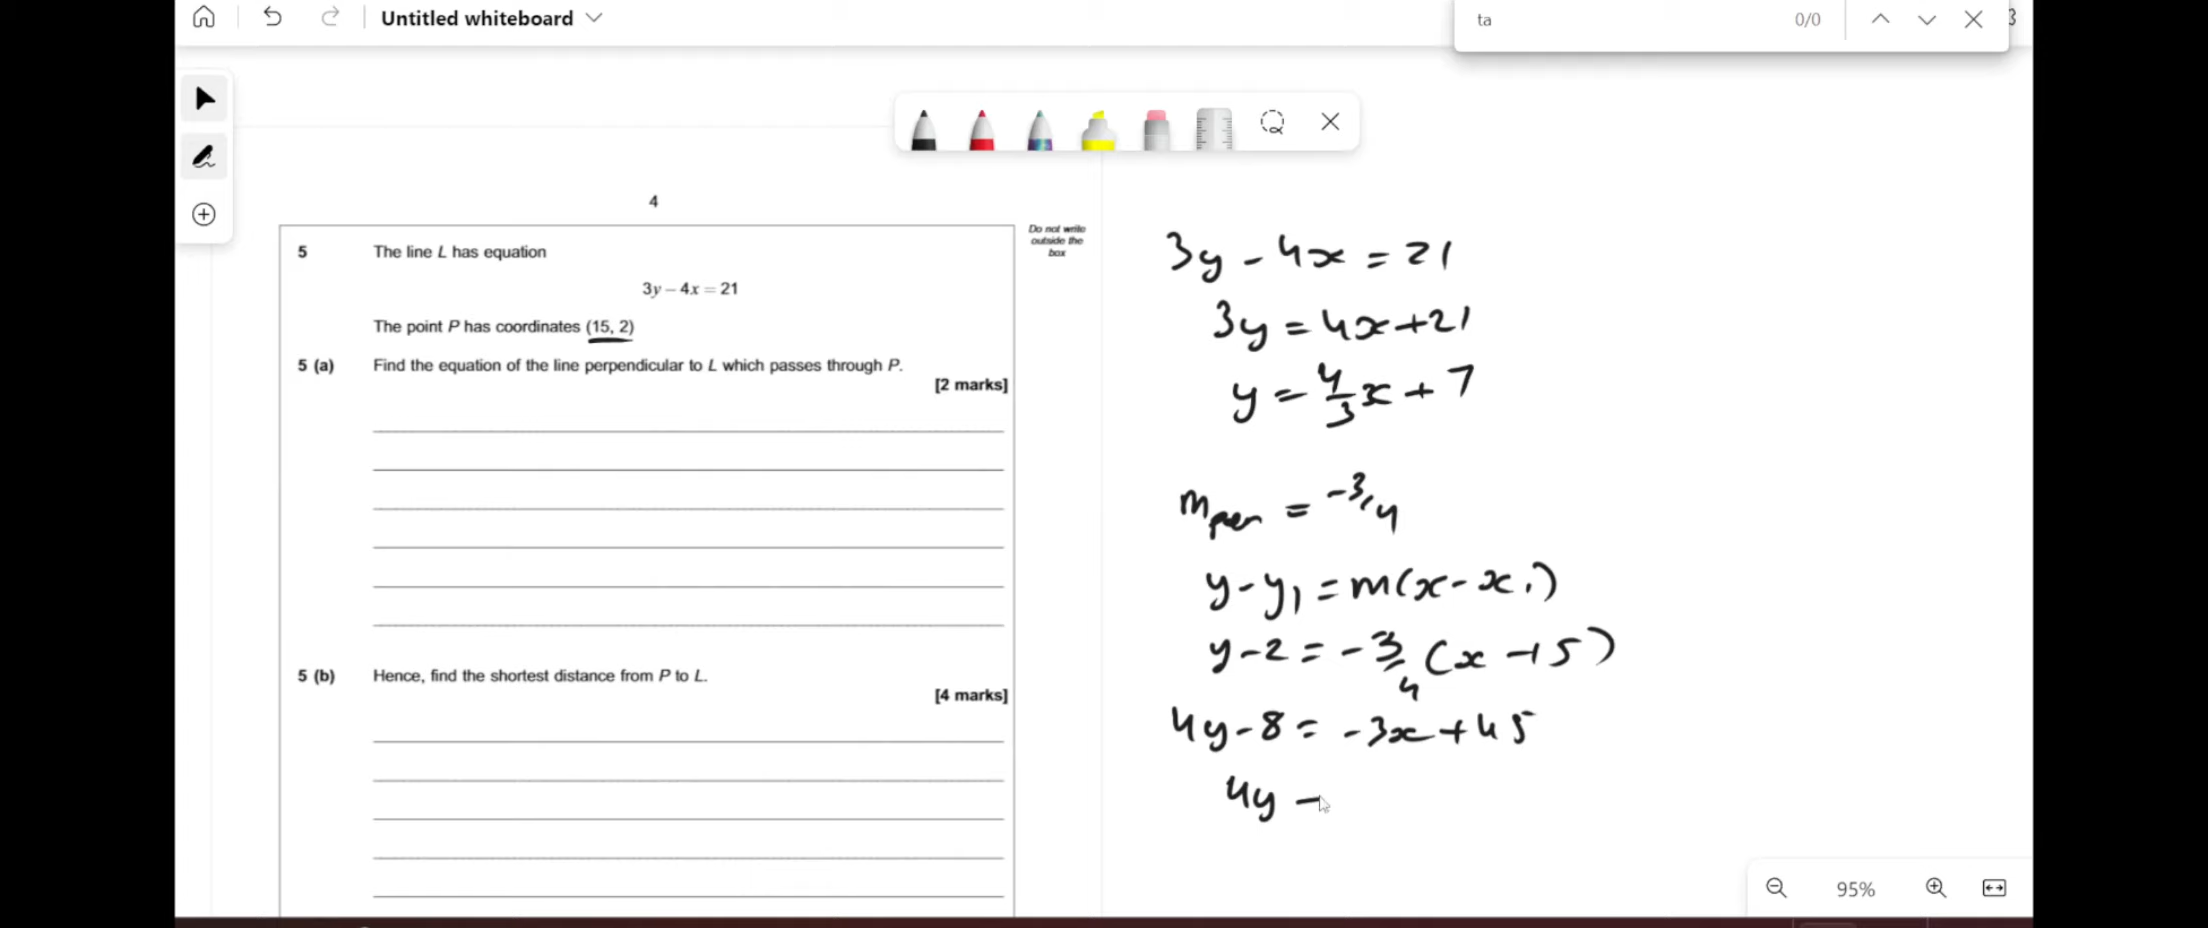 Untitled whiteboard
ta 0/0
4
Do not write
outside the
box
5 The line L has equation
3y – 4x = 21
The point P has coordinates (15, 2)
5 (a) Find the equation of the line perpendicular to L which passes through P.
[2 marks]
5 (b) Hence, find the shortest distance from P to L.
[4 marks]
3y - 4x = 21
3y = 4x + 21
y = 4/3 x + 7
m per = -3/4
y - y₁ = m(x - x₁)
y - 2 = -3/4 (x - 15)
4y - 8 = -3x + 45
4y -
95%